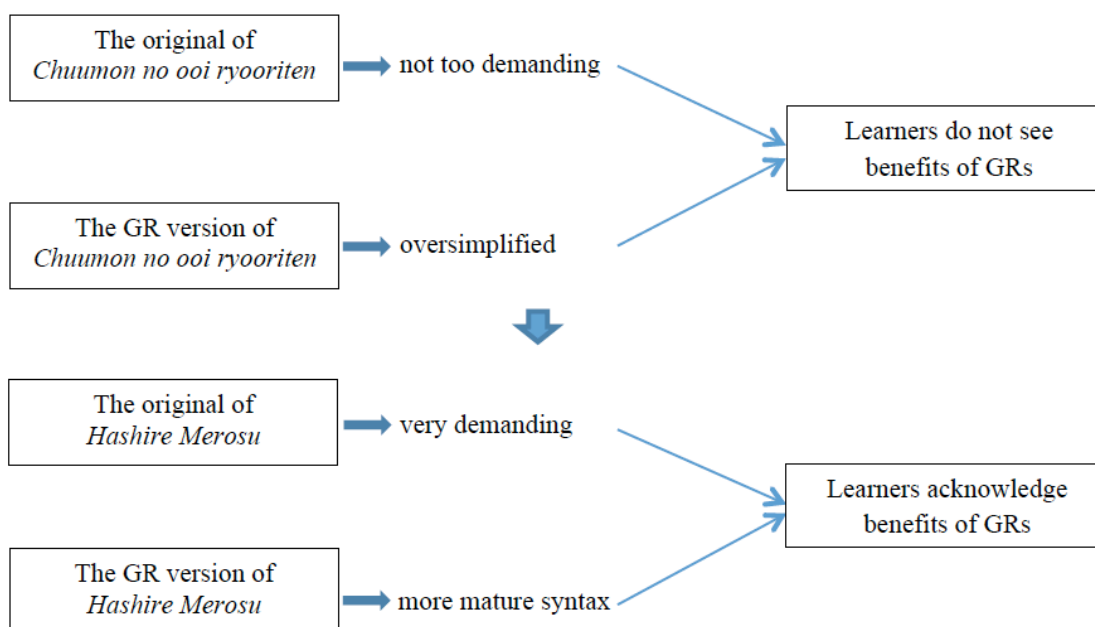 The original of
Chuumon no ooi ryooriten
not too demanding
Learners do not see
benefits of GRs
The GR version of
Chuumon no ooi ryooriten
oversimplified
The original of
Hashire Merosu
very demanding
Learners acknowledge
benefits of GRs
The GR version of
Hashire Merosu
more mature syntax